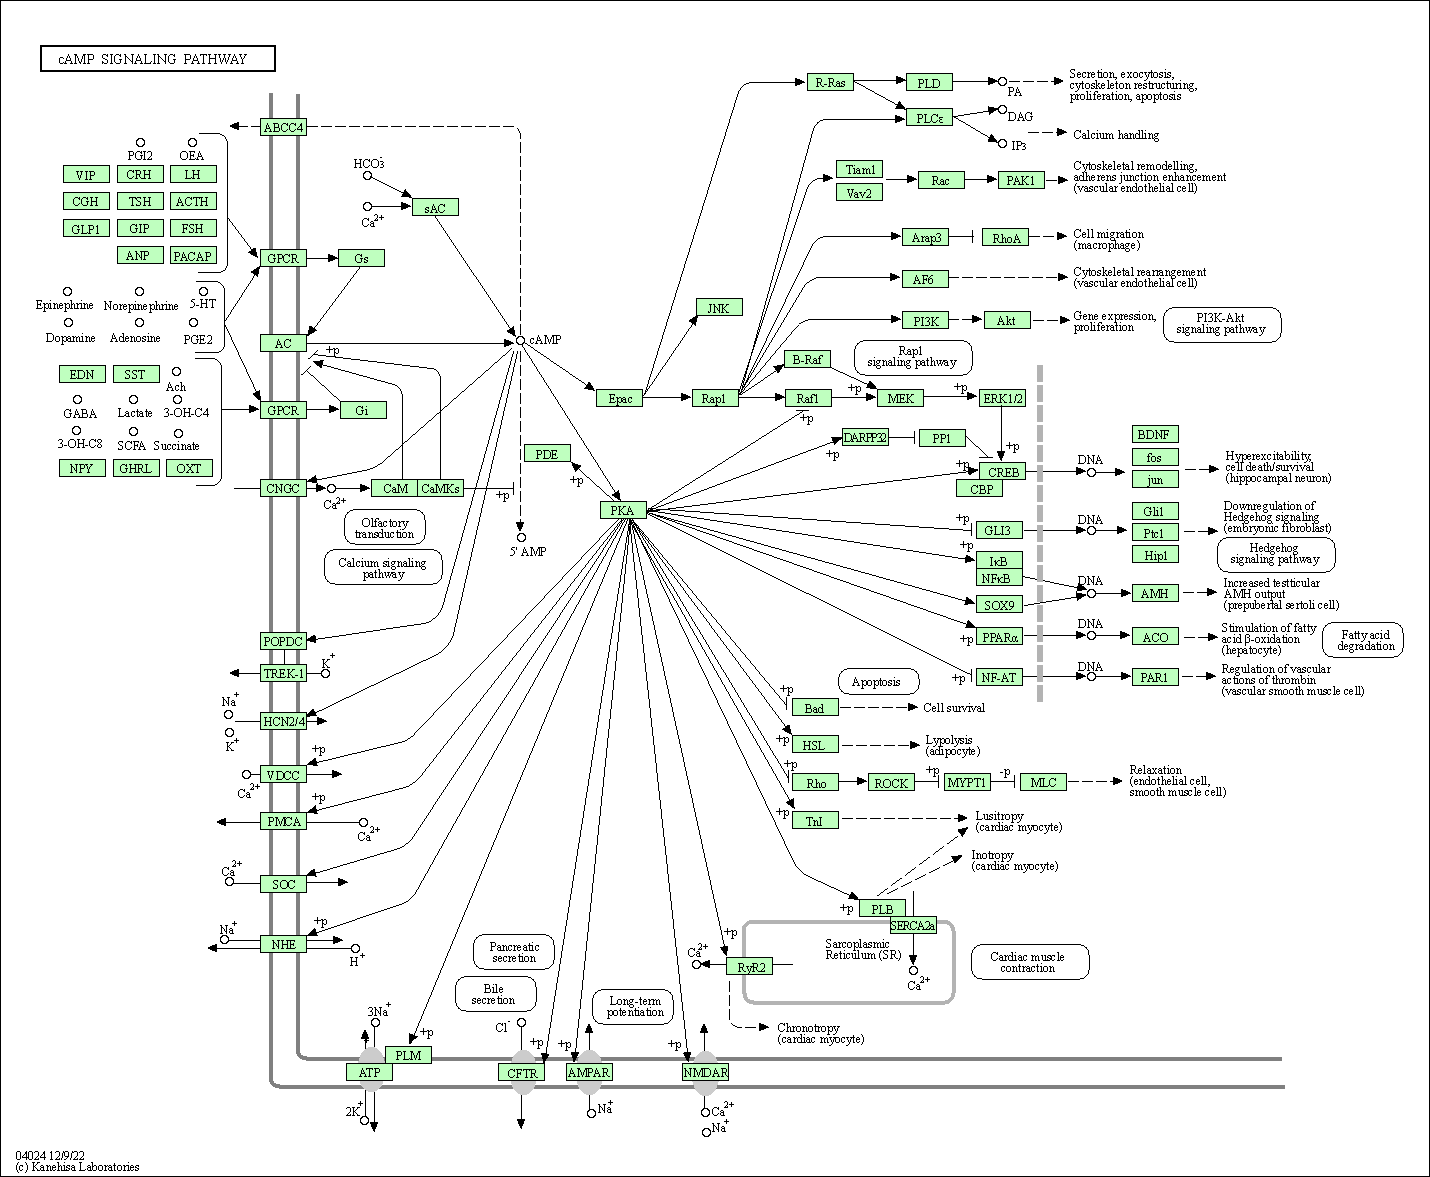 cAMP SIGNALING PATHWAY
ABCC4
PGI2
OEA
VIP
CRH
LH
CGH
TSH
ACTH
GLP1
GIP
FSH
ANP
PACAP
Epinephrine
Norepinephrine
5-HT
Dopamine
Adenosine
PGE2
EDN
SST
Ach
GABA
Lactate
3-OH-C4
3-OH-C8
SCFA
Succinate
NPY
GHRL
OXT
HCO3-
Ca2+
sAC
GPCR
Gs
AC
+p
cAMP
GPCR
Gi
CNGC
Ca2+
CaM
CaMKs
+p
Olfactory
transduction
Calcium signaling
pathway
5' AMP
PDE
+p
PKA
Epac
JNK
Rap1
R-Ras
PLD
PA
PLCε
DAG
IP3
Secretion, exocytosis,
cytoskeleton restructuring,
proliferation, apoptosis
Calcium handling
Tiam1
Vav2
Rac
PAK1
Cytoskeletal remodelling,
adherens junction enhancement
(vascular endothelial cell)
Arap3
RhoA
Cell migration
(macrophage)
AF6
Cytoskeletal rearrangement
(vascular endothelial cell)
PI3K
Akt
Gene expression,
proliferation
PI3K-Akt
signaling pathway
B-Raf
Rap1
signaling pathway
Raf1
+p
MEK
+p
ERK1/2
+p
DARPP32
+p
PP1
+p
+p
CREB
CBP
DNA
BDNF
fos
jun
Hyperexcitability,
cell death/survival
(hippocampal neuron)
+p
GLI3
DNA
Gli1
Ptc1
Hip1
Downregulation of
Hedgehog signaling
(embryonic fibroblast)
Hedgehog
signaling pathway
+p
IκB
NFκB
SOX9
DNA
AMH
Increased testticular
AMH output
(prepubertal sertoli cell)
+p
PPARα
DNA
ACO
Stimulation of fatty
acid β-oxidation
(hepatocyte)
Fatty acid
degradation
+p
NF-AT
DNA
PAR1
Regulation of vascular
actions of thrombin
(vascular smooth muscle cell)
Apoptosis
+p
Bad
Cell survival
+p
HSL
Lypolysis
(adipocyte)
+p
Rho
ROCK
+p
MYPT1
-p
MLC
Relaxation
(endothelial cell,
smooth muscle cell)
+p
TnI
Lusitropy
(cardiac myocyte)
Inotropy
(cardiac myocyte)
+p
PLB
SERCA2a
Sarcoplasmic
Reticulum (SR)
Ca2+
Cardiac muscle
contraction
+p
Ca2+
RyR2
Chronotropy
(cardiac myocyte)
POPDC
TREK-1
K+
Na+
HCN2/4
K+
+p
VDCC
Ca2+
+p
PMCA
Ca2+
Ca2+
SOC
Na+
+p
NHE
H+
Pancreatic
secretion
Bile
secretion
Long-term
potentiation
3Na+
+p
PLM
ATP
2K+
Cl-
+p
CFTR
+p
AMPAR
Na+
+p
NMDAR
Ca2+
Na+
04024 12/9/22
(c) Kanehisa Laboratories